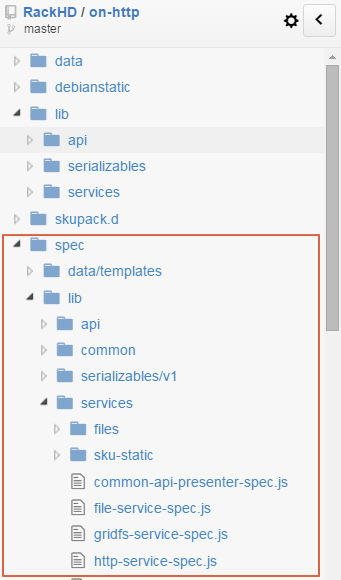 RackHD / on-http
master
data
debianstatic
lib
api
serializables
services
skupack.d
spec
data/templates
lib
api
common
serializables/v1
services
files
sku-static
common-api-presenter-spec.js
file-service-spec.js
gridfs-service-spec.js
http-service-spec.js